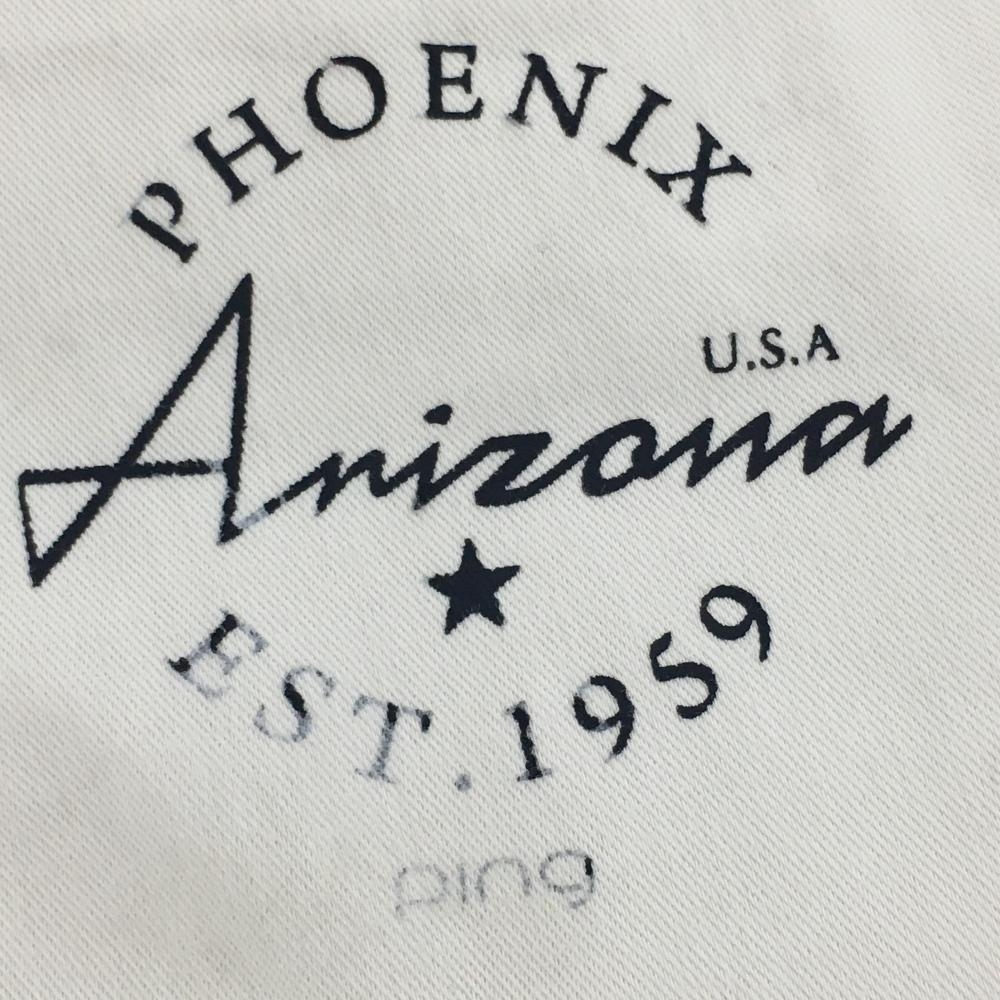 PHOENIX
U.S.A
Arizona
EST. 1959
ping